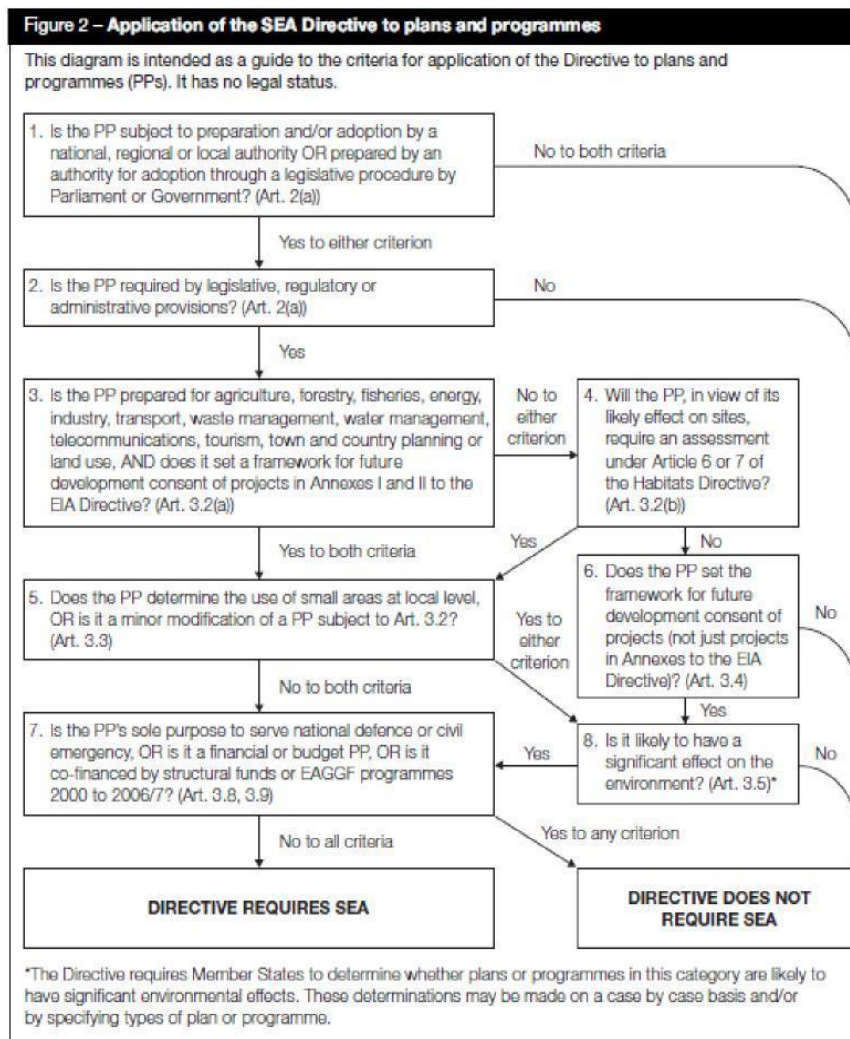 Figure 2 – Application of the SEA Directive to plans and programmes
This diagram is intended as a guide to the criteria for application of the Directive to plans and
programmes (PPs). It has no legal status.
1. Is the PP subject to preparation and/or adoption by a
national, regional or local authority OR prepared by an
authority for adoption through a legislative procedure by
Parliament or Government? (Art. 2(a))
No to both criteria
Yes to either criterion
2. Is the PP required by legislative, regulatory or
administrative provisions? (Art. 2(a))
No
Yes
3. Is the PP prepared for agriculture, forestry, fisheries, energy,
industry, transport, waste management, water management,
telecommunications, tourism, town and country planning or
land use, AND does it set a framework for future
development consent of projects in Annexes I and II to the
EIA Directive? (Art. 3.2(a))
No to
either
criterion
4. Will the PP, in view of its
likely effect on sites,
require an assessment
under Article 6 or 7 of
the Habitats Directive?
(Art. 3.2(b))
Yes to both criteria
Yes
No
5. Does the PP determine the use of small areas at local level,
OR is it a minor modification of a PP subject to Art. 3.2?
(Art. 3.3)
Yes to
either
criterion
6. Does the PP set the
framework for future
development consent of
projects (not just projects
in Annexes to the EIA
Directive)? (Art. 3.4)
No
No to both criteria
Yes
7. Is the PP's sole purpose to serve national defence or civil
emergency, OR is it a financial or budget PP, OR is it
co-financed by structural funds or EAGGF programmes
2000 to 2006/7? (Art. 3.8, 3.9)
Yes
8. Is it likely to have a
significant effect on the
environment? (Art. 3.5)*
No
No to all criteria
Yes to any criterion
DIRECTIVE REQUIRES SEA
DIRECTIVE DOES NOT
REQUIRE SEA
*The Directive requires Member States to determine whether plans or programmes in this category are likely to
have significant environmental effects. These determinations may be made on a case by case basis and/or
by specifying types of plan or programme.